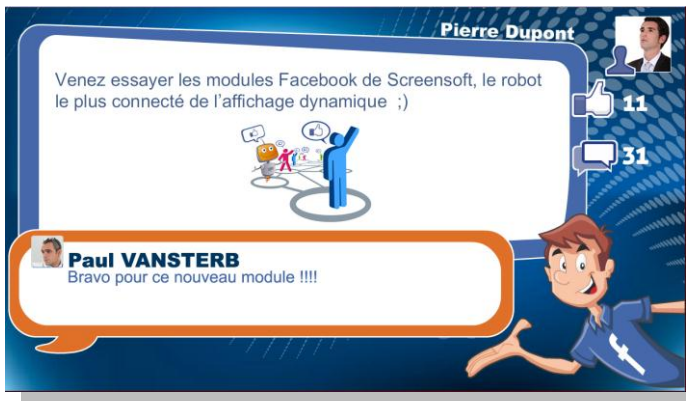 Pierre Dupont
Venez essayer les modules Facebook de Screensoft, le robot
le plus connecté de l'affichage dynamique ;)
11
31
Paul VANSTERB
Bravo pour ce nouveau module !!!!
f